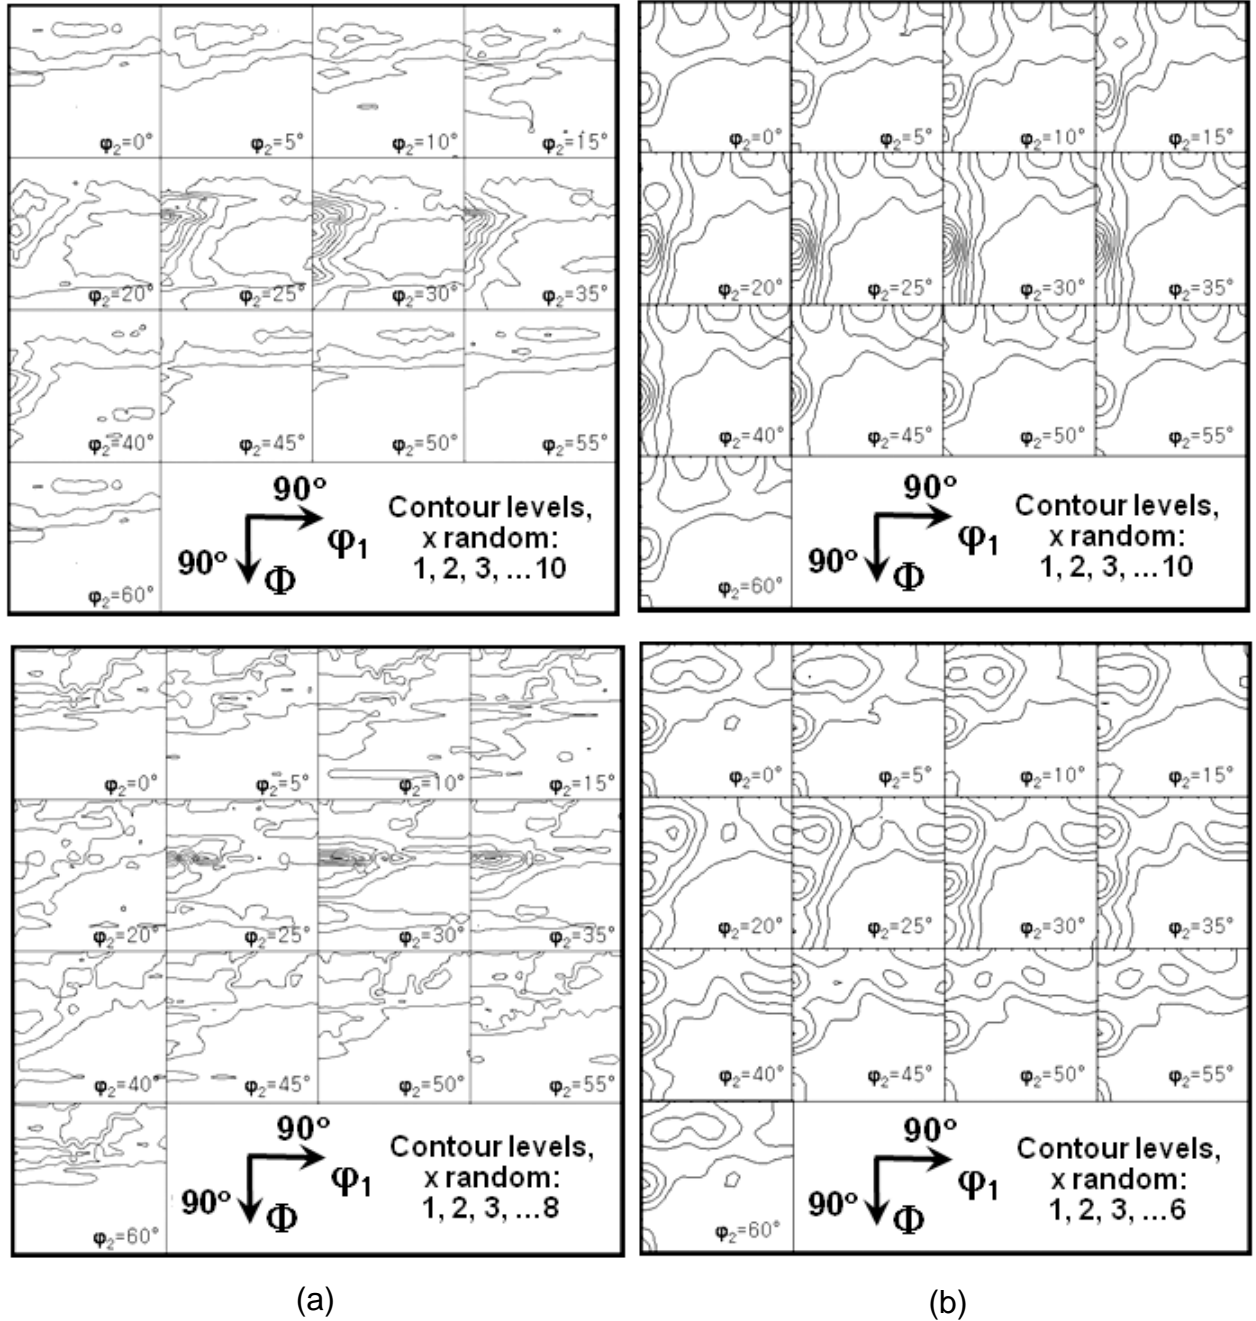 φ₂=0° φ₂=5° φ₂=10° φ₂=15°
φ₂=20° φ₂=25° φ₂=30° φ₂=35°
φ₂=40° φ₂=45° φ₂=50° φ₂=55°
φ₂=60°
90°
φ₁
90°
Φ
Contour levels,
x random:
1, 2, 3, ...10
φ₂=0° φ₂=5° φ₂=10° φ₂=15°
φ₂=20° φ₂=25° φ₂=30° φ₂=35°
φ₂=40° φ₂=45° φ₂=50° φ₂=55°
φ₂=60°
90°
φ₁
90°
Φ
Contour levels,
x random:
1, 2, 3, ...10
φ₂=0° φ₂=5° φ₂=10° φ₂=15°
φ₂=20° φ₂=25° φ₂=30° φ₂=35°
φ₂=40° φ₂=45° φ₂=50° φ₂=55°
φ₂=60°
90°
φ₁
90°
Φ
Contour levels,
x random:
1, 2, 3, ...8
φ₂=0° φ₂=5° φ₂=10° φ₂=15°
φ₂=20° φ₂=25° φ₂=30° φ₂=35°
φ₂=40° φ₂=45° φ₂=50° φ₂=55°
φ₂=60°
90°
φ₁
90°
Φ
Contour levels,
x random:
1, 2, 3, ...6
(a)
(b)